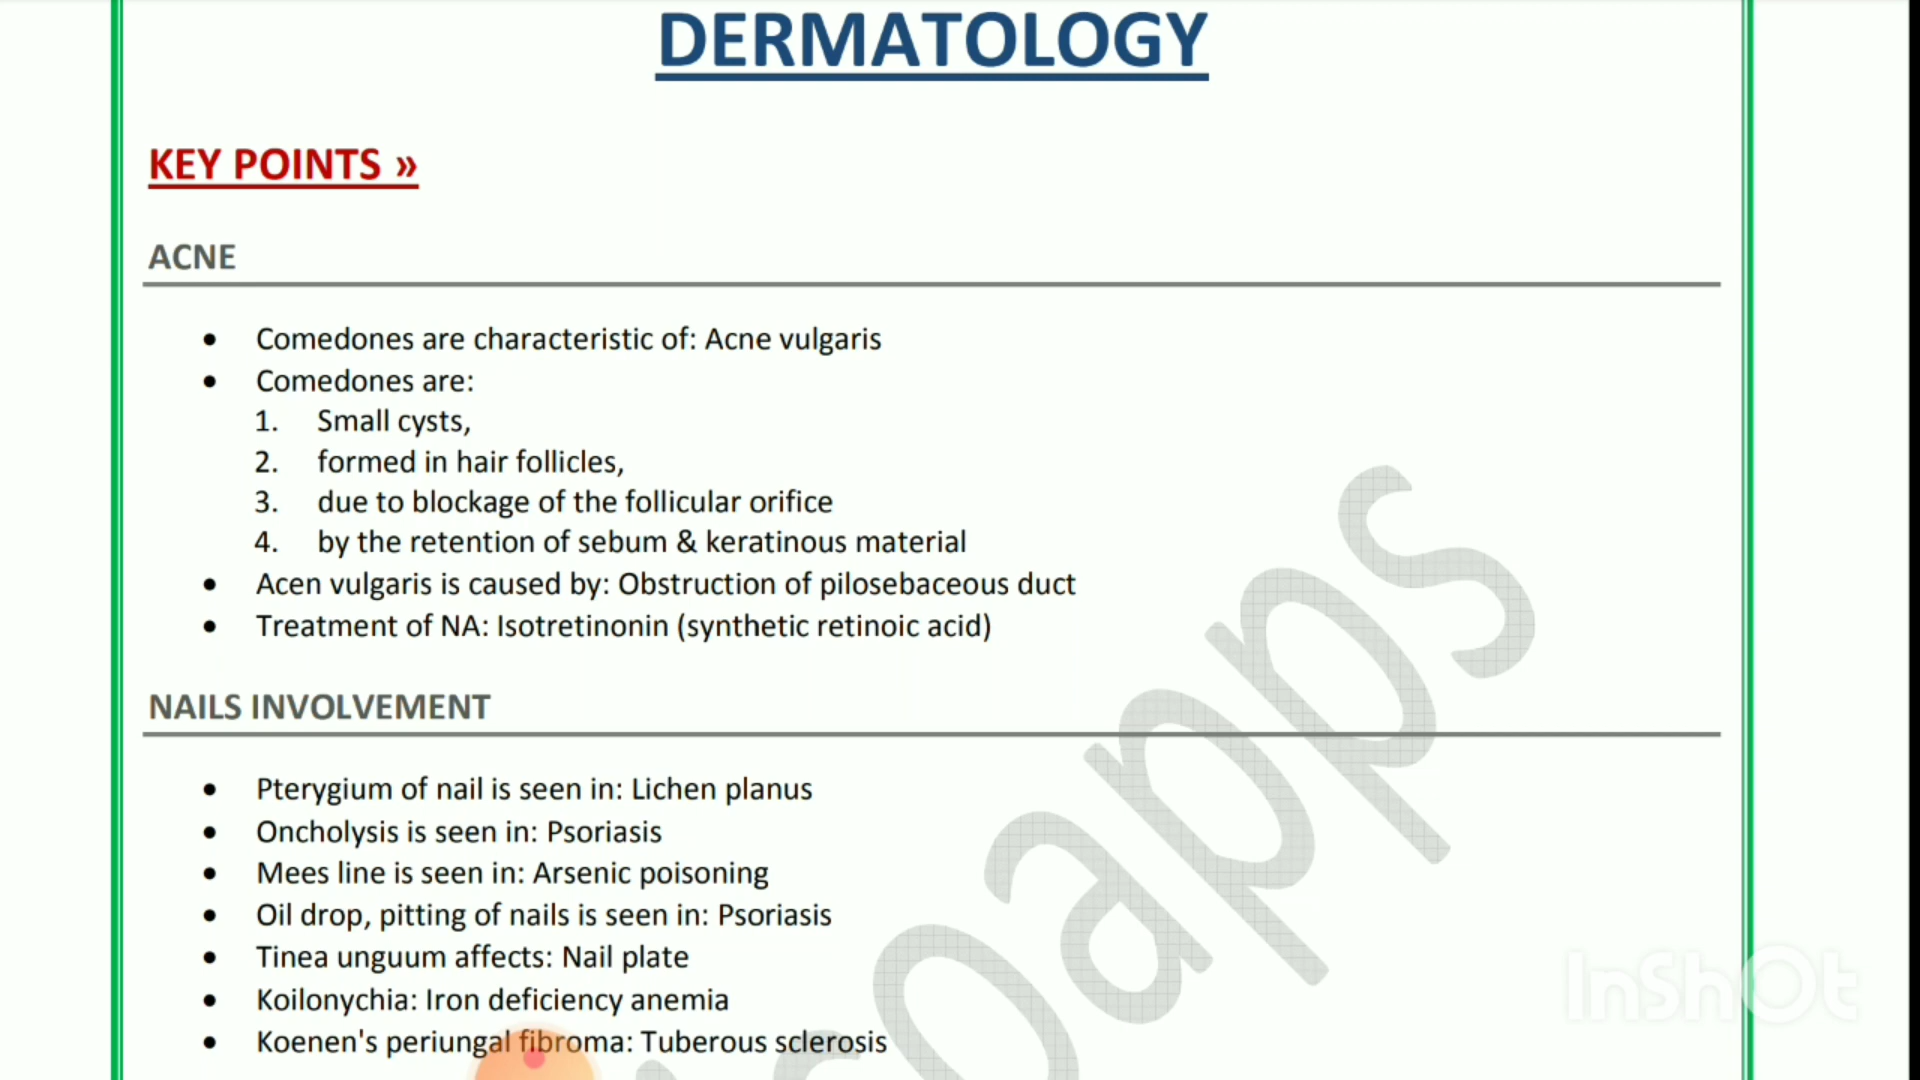 DERMATOLOGY
KEY POINTS »
ACNE
• Comedones are characteristic of: Acne vulgaris
• Comedones are:
1. Small cysts,
2. formed in hair follicles,
3. due to blockage of the follicular orifice
4. by the retention of sebum & keratinous material
• Acen vulgaris is caused by: Obstruction of pilosebaceous duct
• Treatment of NA: Isotretinonin (synthetic retinoic acid)
NAILS INVOLVEMENT
• Pterygium of nail is seen in: Lichen planus
• Oncholysis is seen in: Psoriasis
• Mees line is seen in: Arsenic poisoning
• Oil drop, pitting of nails is seen in: Psoriasis
• Tinea unguum affects: Nail plate
• Koilonychia: Iron deficiency anemia
• Koenen's periungal fibroma: Tuberous sclerosis
InShOt